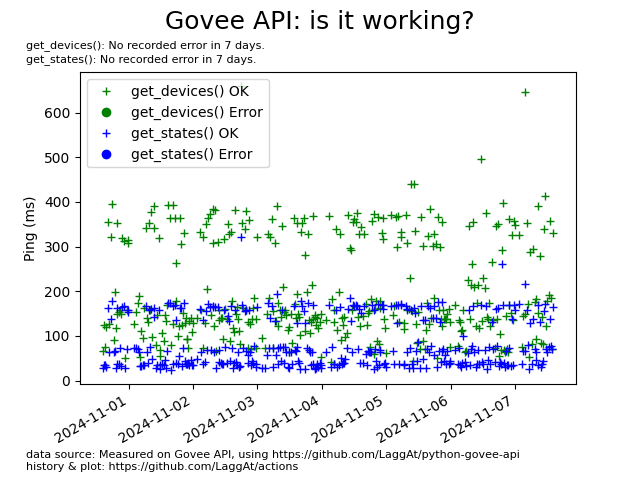 Govee API: is it working?
get_devices(): No recorded error in 7 days.
get_states(): No recorded error in 7 days.
get_devices() OK
get_devices() Error
get_states() OK
get_states() Error
Ping (ms)
600
500
400
300
200
100
0
2024-11-01
2024-11-02
2024-11-03
2024-11-04
2024-11-05
2024-11-06
2024-11-07
data source: Measured on Govee API, using https://github.com/LaggAt/python-govee-api
history & plot: https://github.com/LaggAt/actions